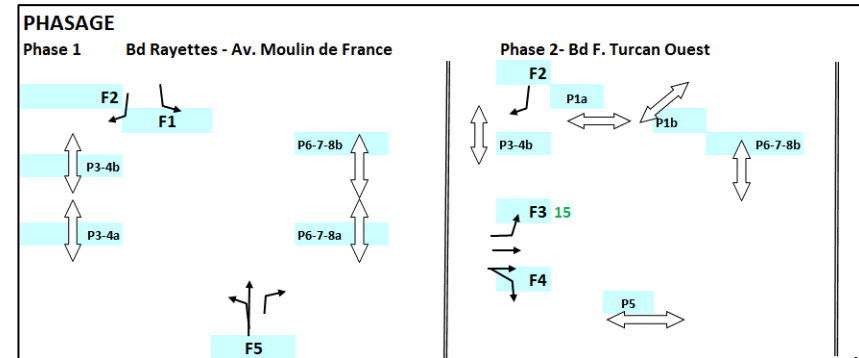 PHASAGE
Phase 1 Bd Rayettes - Av. Moulin de France
F2
F1
P3-4b
P6-7-8b
P3-4a
P6-7-8a
F5
Phase 2- Bd F. Turcan Ouest
F2
P1a
P1b
P3-4b
P6-7-8b
F3 15
F4
P5